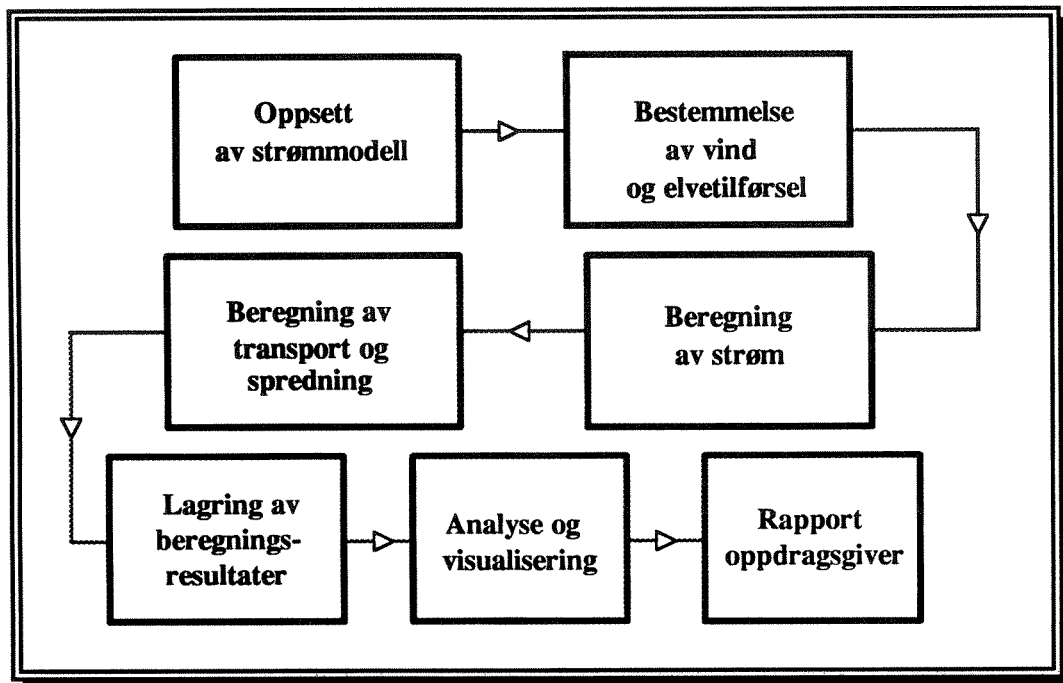 Oppsett
av strømmodell
Bestemmelse
av vind
og elvetilførsel
Beregning av
transport og
spredning
Beregning
av strøm
Lagring av
beregnings-
resultater
Analyse og
visualisering
Rapport
oppdragsgiver